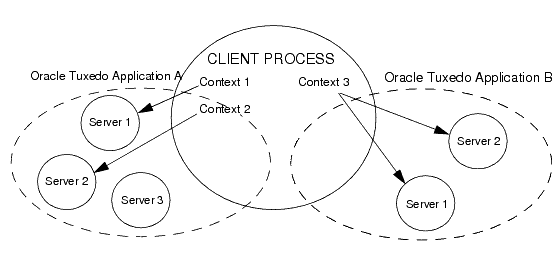 CLIENT PROCESS
Oracle Tuxedo Application A
Context 1
Context 3
Oracle Tuxedo Application B
Context 2
Server 1
Server 2
Server 2
Server 3
Server 1